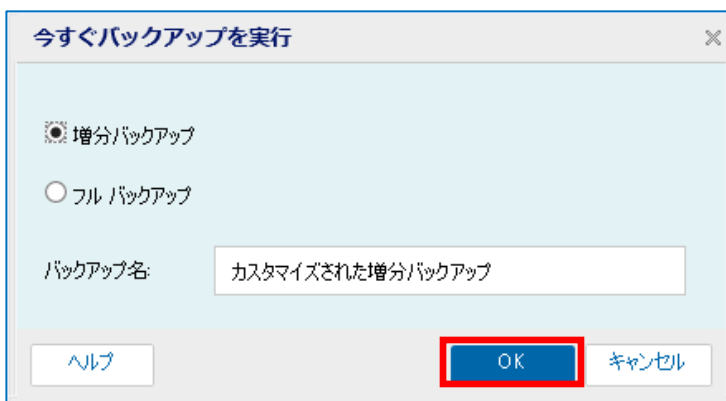 今すぐバックアップを実行
増分バックアップ
フル バックアップ
バックアップ名:
カスタマイズされた増分バックアップ
ヘルプ
OK
キャンセル